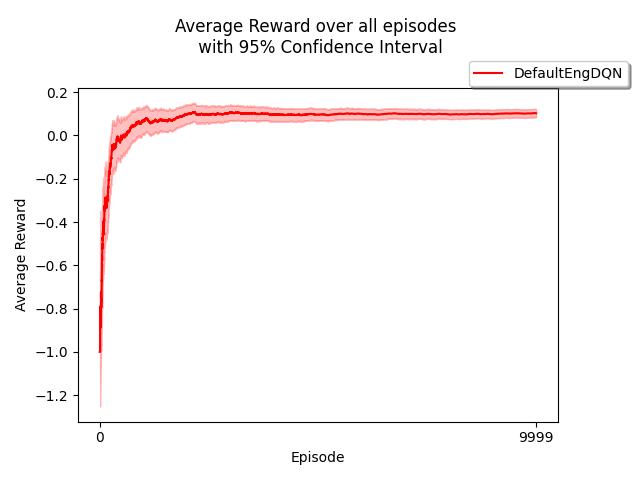 Average Reward over all episodes
with 95% Confidence Interval
DefaultEngDQN
0.2
0.0
−0.2
−0.4
−0.6
−0.8
−1.0
−1.2
Average Reward
0
9999
Episode